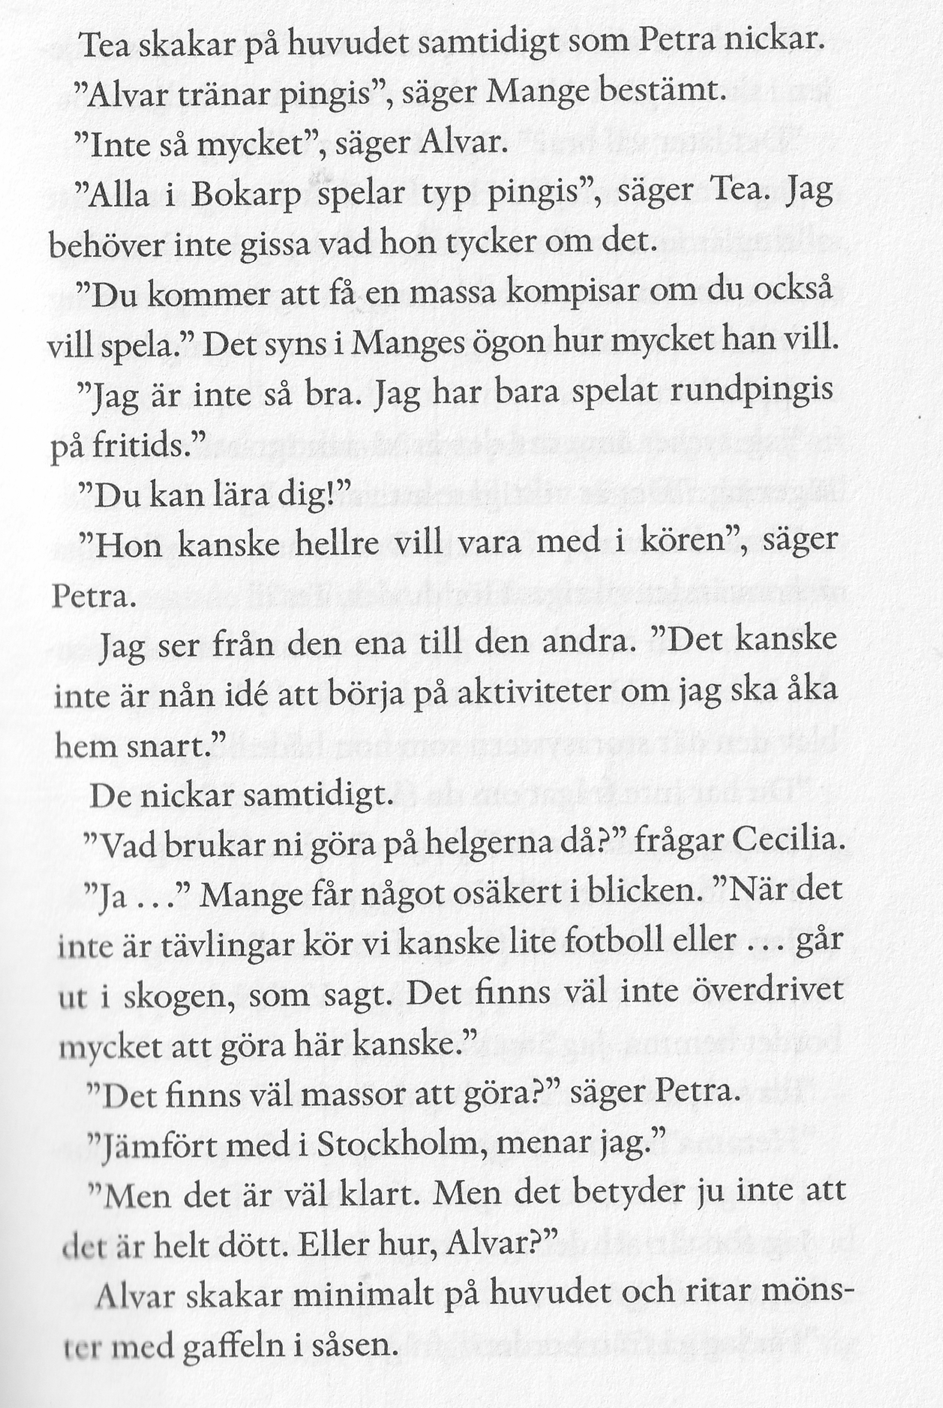 Tea skakar på huvudet samtidigt som Petra nickar.
”Alvar tränar pingis”, säger Mange bestämt.
”Inte så mycket”, säger Alvar.
”Alla i Bokarp spelar typ pingis”, säger Tea. Jag
behöver inte gissa vad hon tycker om det.
”Du kommer att få en massa kompisar om du också
vill spela.” Det syns i Manges ögon hur mycket han vill.
”Jag är inte så bra. Jag har bara spelat rundpingis
på fritids.”
”Du kan lära dig!”
”Hon kanske hellre vill vara med i kören”, säger
Petra.
Jag ser från den ena till den andra. ”Det kanske
inte är nån idé att börja på aktiviteter om jag ska åka
hem snart.”
De nickar samtidigt.
”Vad brukar ni göra på helgerna då?” frågar Cecilia.
”Ja ...” Mange får något osäkert i blicken. ”När det
inte är tävlingar kör vi kanske lite fotboll eller ... går
ut i skogen, som sagt. Det finns väl inte överdrivet
mycket att göra här kanske.”
”Det finns väl massor att göra?” säger Petra.
”Jämfört med i Stockholm, menar jag.”
”Men det är väl klart. Men det betyder ju inte att
det är helt dött. Eller hur, Alvar?”
Alvar skakar minimalt på huvudet och ritar möns-
ter med gaffeln i såsen.